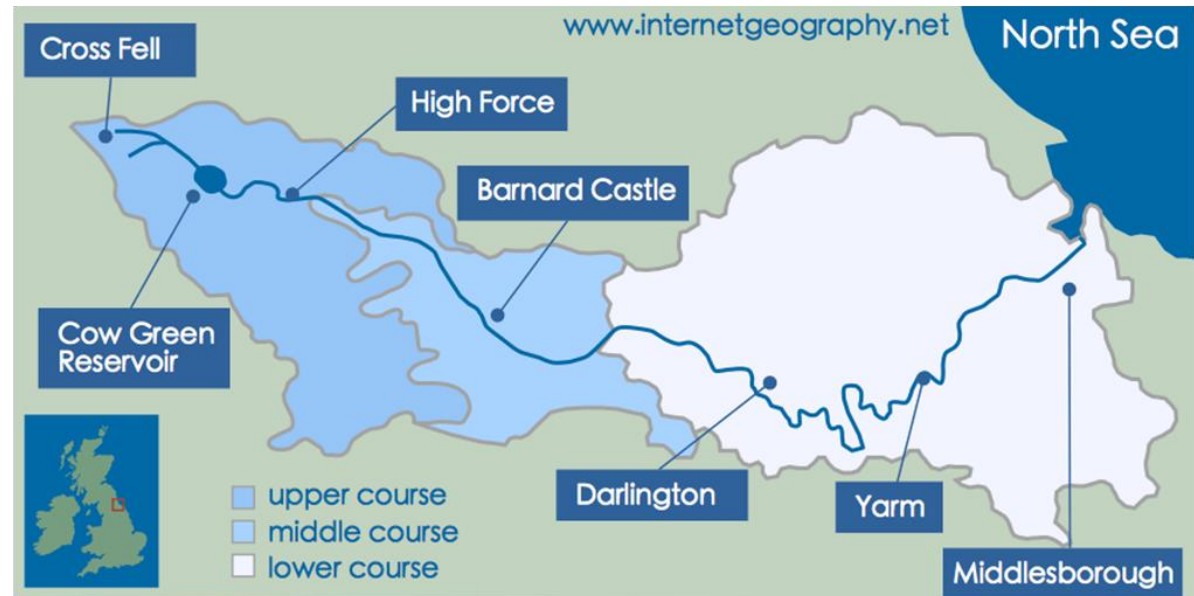 www.internetgeography.net
North Sea
Cross Fell
High Force
Barnard Castle
Cow Green
Reservoir
Darlington
Yarm
Middlesborough
upper course
middle course
lower course